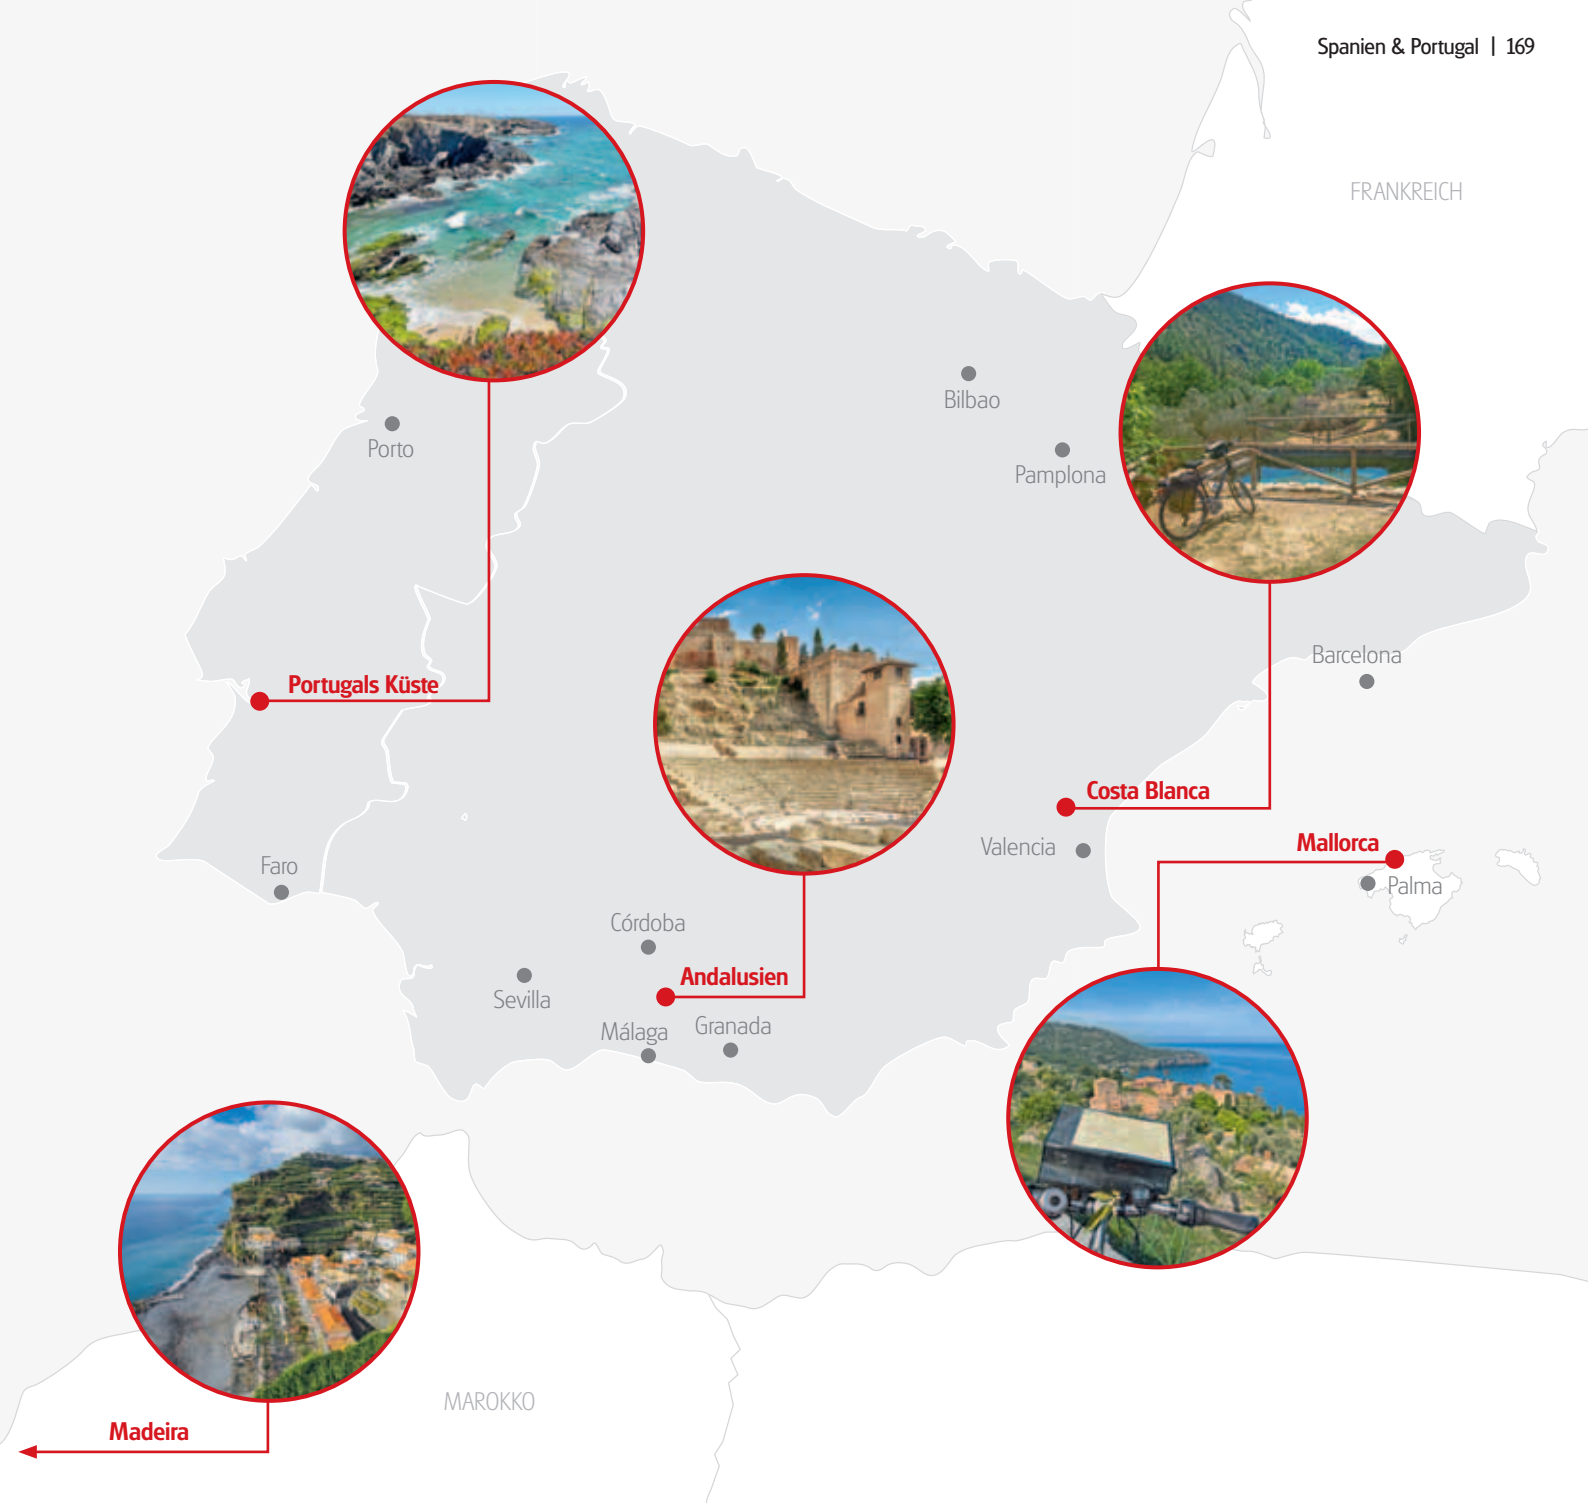 Spanien & Portugal | 169
FRANKREICH
Bilbao
Porto
Pamplona
Barcelona
Portugals Küste
Costa Blanca
Mallorca
Valencia
Palma
Faro
Córdoba
Andalusien
Sevilla
Málaga
Granada
MAROKKO
Madeira